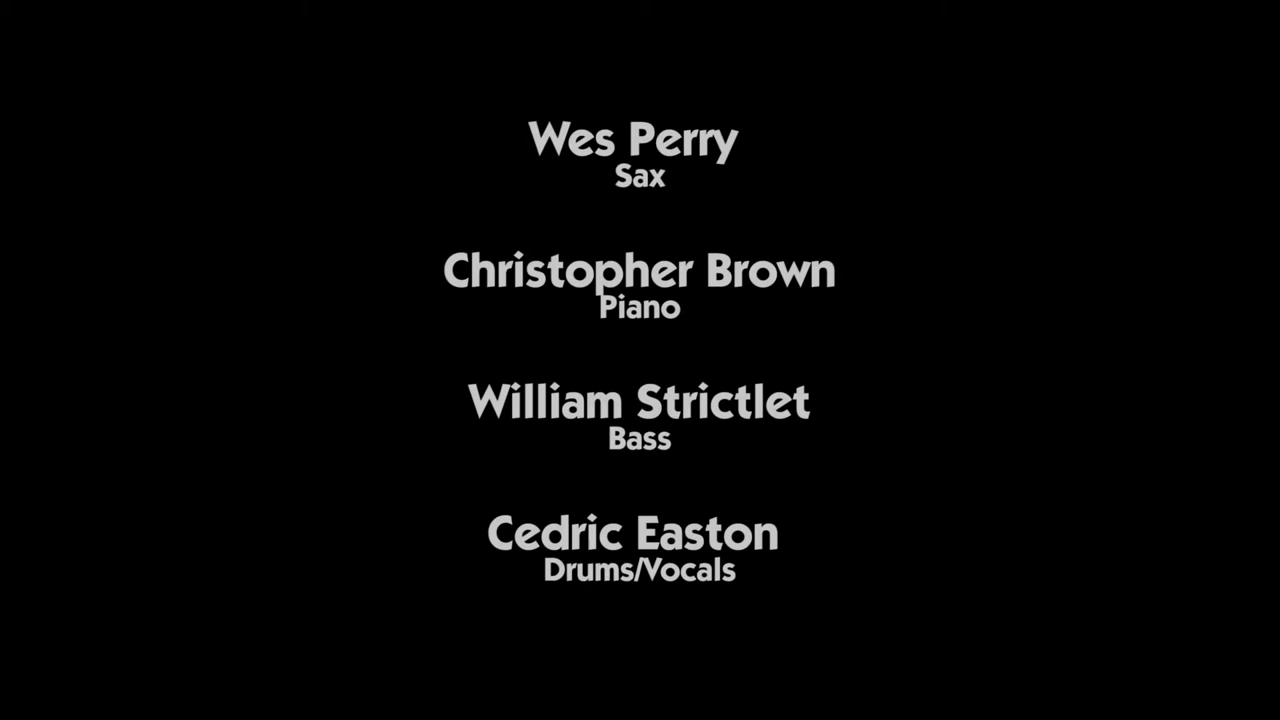 Wes Perry
Sax
Christopher Brown
Piano
William Strictlet
Bass
Cedric Easton
Drums/Vocals